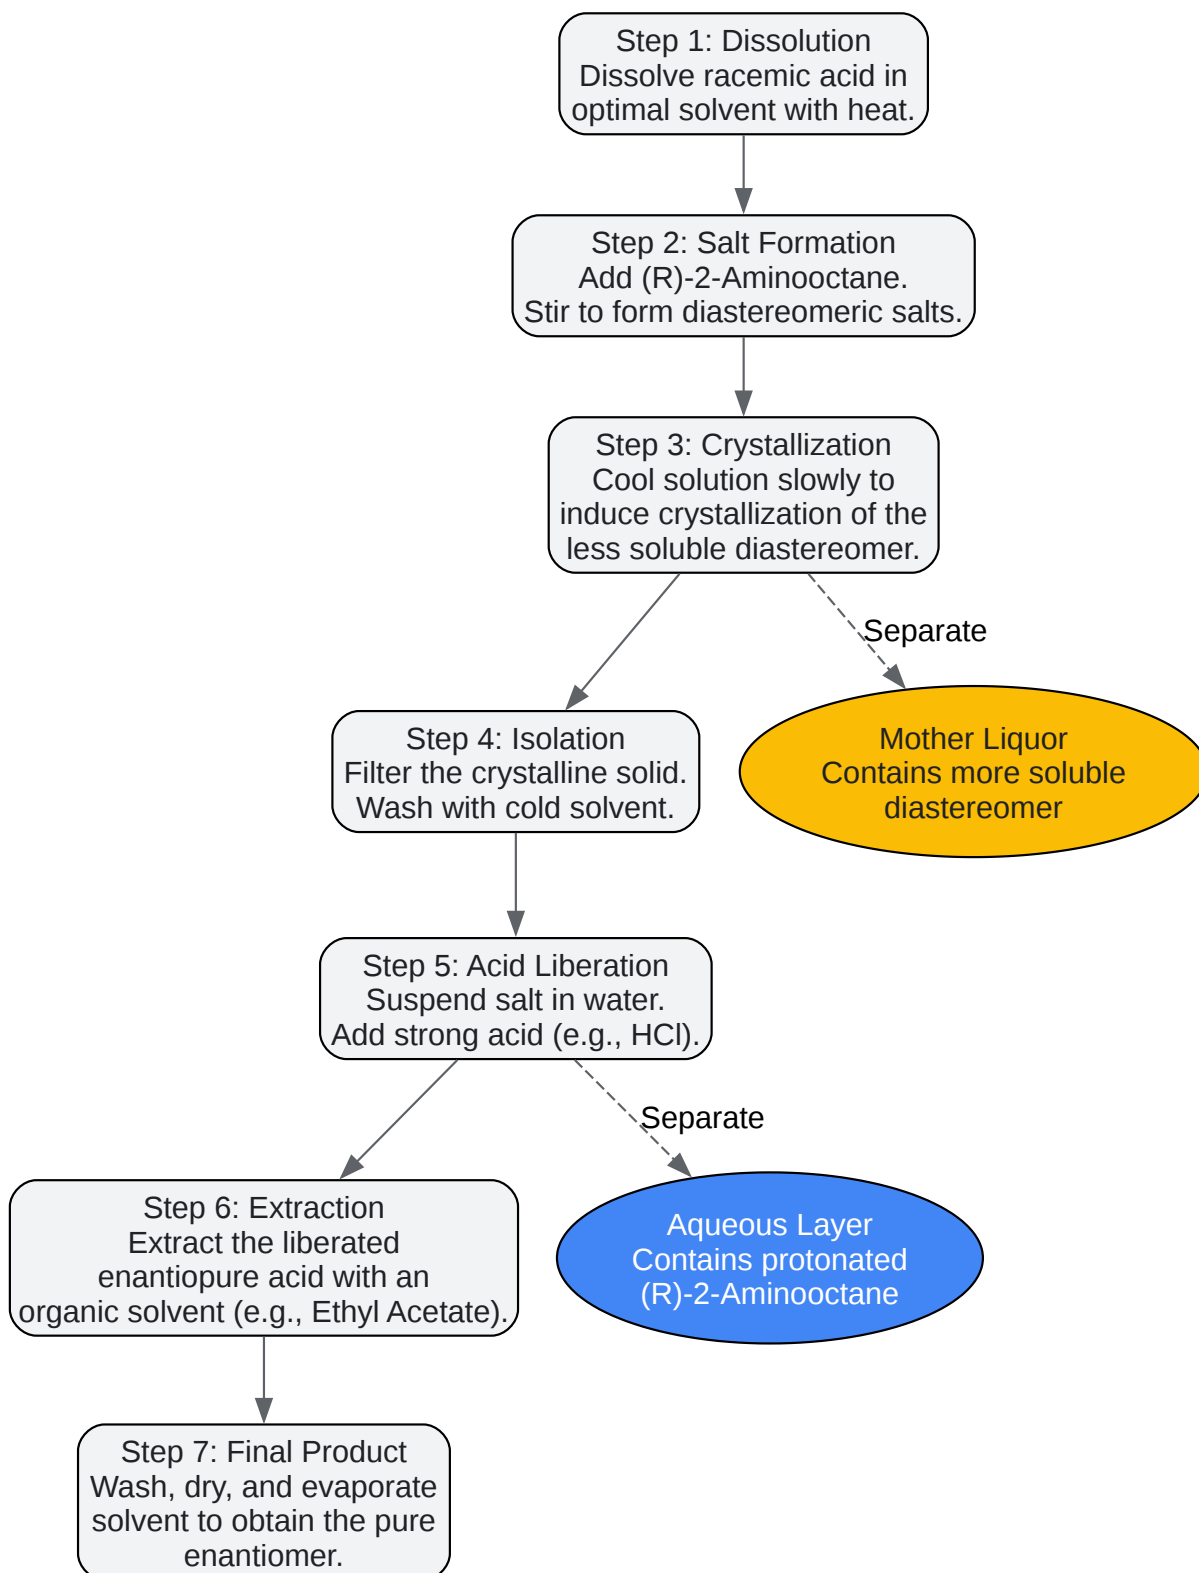 Step 1: Dissolution
Dissolve racemic acid in
optimal solvent with heat.
Step 2: Salt Formation
Add (R)-2-Aminooctane.
Stir to form diastereomeric salts.
Step 3: Crystallization
Cool solution slowly to
induce crystallization of the
less soluble diastereomer.
Separate
Step 4: Isolation
Filter the crystalline solid.
Wash with cold solvent.
Mother Liquor
Contains more soluble
diastereomer
Step 5: Acid Liberation
Suspend salt in water.
Add strong acid (e.g., HCl).
Separate
Step 6: Extraction
Extract the liberated
enantiopure acid with an
organic solvent (e.g., Ethyl Acetate).
Aqueous Layer
Contains protonated
(R)-2-Aminooctane
Step 7: Final Product
Wash, dry, and evaporate
solvent to obtain the pure
enantiomer.